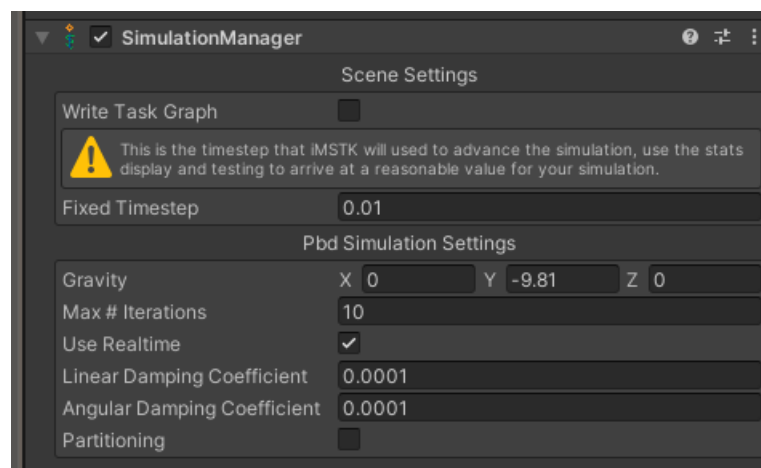 SimulationManager
Scene Settings
Write Task Graph
This is the timestep that iMSTK will used to advance the simulation, use the stats
display and testing to arrive at a reasonable value for your simulation.
Fixed Timestep 0.01
Pbd Simulation Settings
Gravity X 0 Y -9.81 Z 0
Max # Iterations 10
Use Realtime
Linear Damping Coefficient 0.0001
Angular Damping Coefficient 0.0001
Partitioning